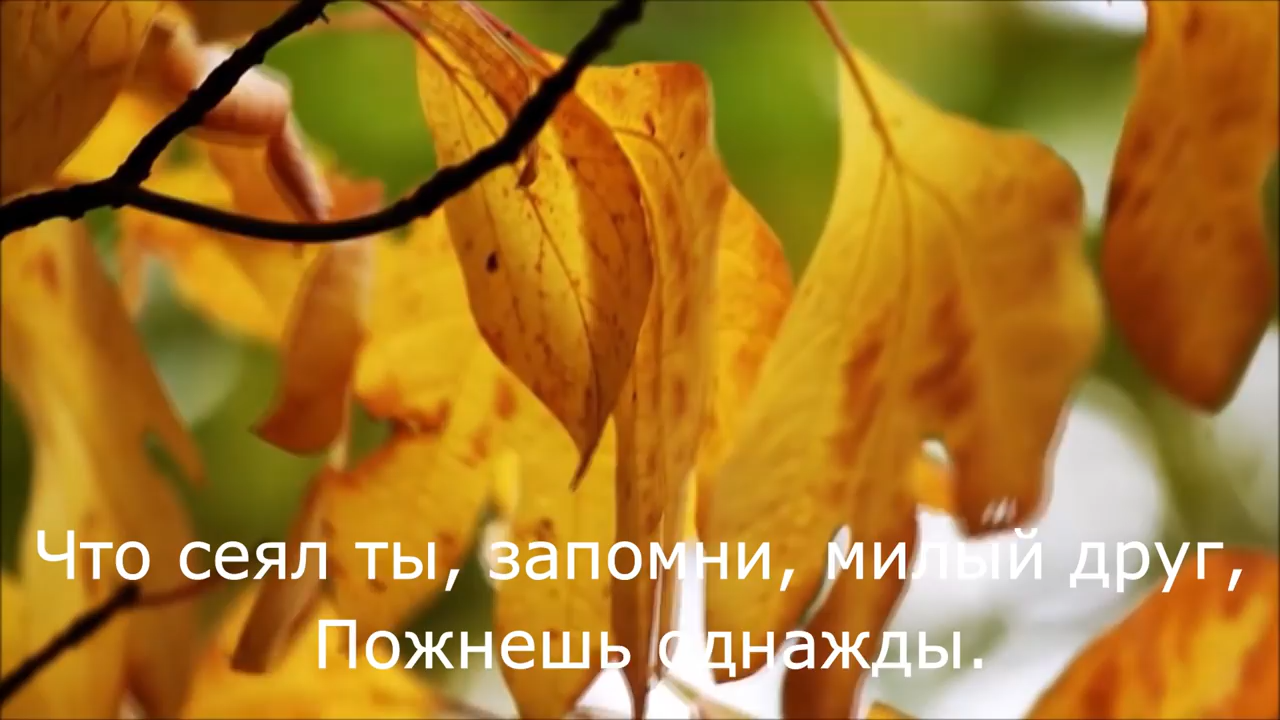 Что сеял ты, запомни, милый друг,
Пожнешь однажды.